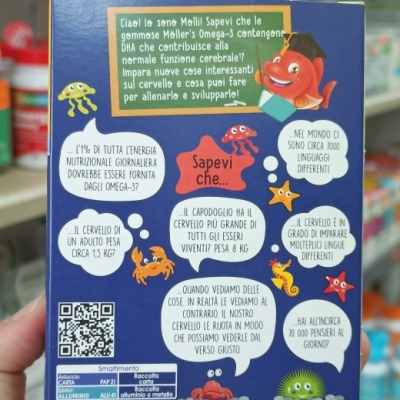 Ciao! Io sono Molli! Sapevi che le
gommose Möller's Omega-3 contengono
DHA che contribuisce alla
normale funzione cerebrale¹?
Impara nuove cose interessanti
sul cervello e cosa puoi fare
per allenarlo e svilupparlo!
... L'1% DI TUTTA L'ENERGIA
NUTRIZIONALE GIORNALIERA
DOVREBBE ESSERE FORNITA
DAGLI OMEGA-3?
Sapevi
che...
...NEL MONDO CI
SONO CIRCA 7000
LINGUAGGI
DIFFERENTI
...IL CERVELLO DI
UN ADULTO PESA
CIRCA 1.5 KG?
...IL CAPODOGLIO HA IL
CERVELLO PIÙ GRANDE DI
TUTTI GLI ESSERI
VIVENTI? PESA 8 KG
...IL CERVELLO È IN
GRADO DI IMPARARE
MOLTEPLICI LINGUE
DIFFERENTI?
...QUANDO VEDIAMO DELLE
COSE, IN REALTÀ LE VEDIAMO AL
CONTRARIO. IL NOSTRO
CERVELLO LE RUOTA IN MODO
CHE POSSIAMO VEDERLE DAL
VERSO GIUSTO.
...HAI ALL'INCIRCA
70 000 PENSIERI AL
GIORNO?
Smaltimento
Astuccio
CARTA
PAP 21
Raccolta
carta
Blister
ALLUMINIO
ALU 41
Raccolta
alluminio o metallo